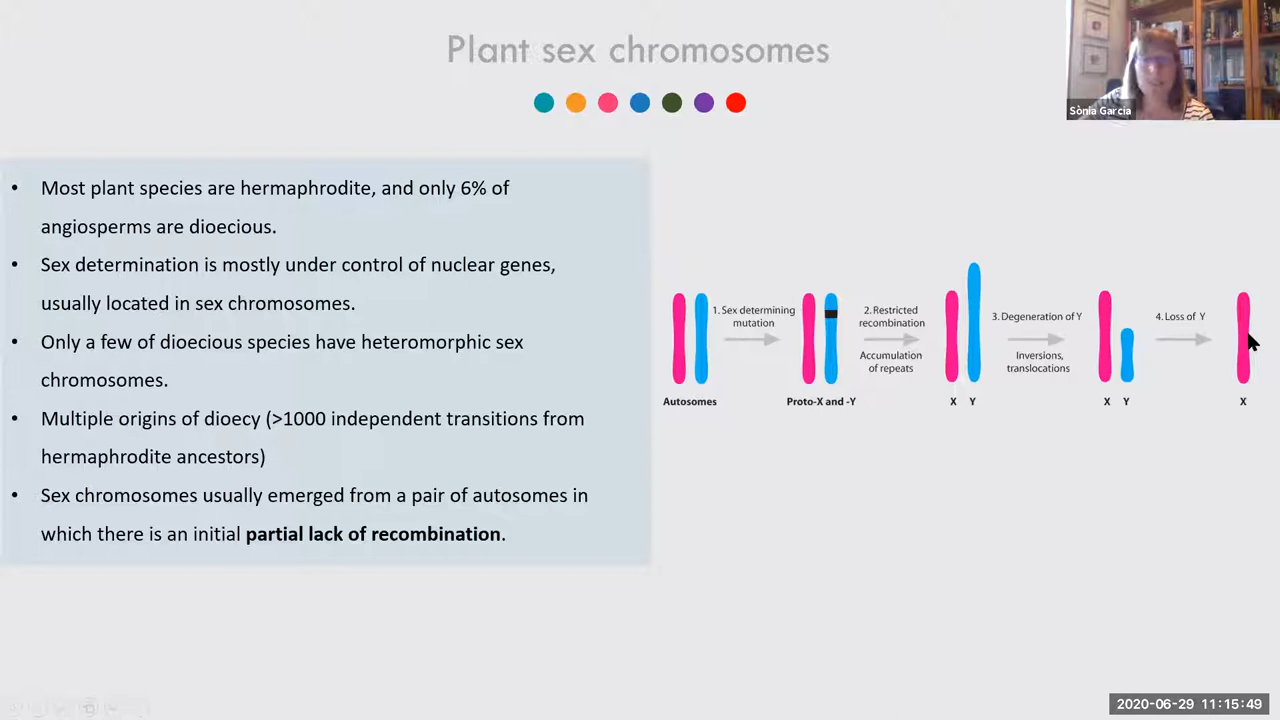 Plant sex chromosomes
Sònia Garcia
• Most plant species are hermaphrodite, and only 6% of
angiosperms are dioecious.
• Sex determination is mostly under control of nuclear genes,
usually located in sex chromosomes.
• Only a few of dioecious species have heteromorphic sex
chromosomes.
• Multiple origins of dioecy (>1000 independent transitions from
hermaphrodite ancestors)
• Sex chromosomes usually emerged from a pair of autosomes in
which there is an initial partial lack of recombination.
1. Sex determining
mutation
2. Restricted
recombination
Accumulation
of repeats
3. Degeneration of Y
Inversions,
translocations
4. Loss of Y
Autosomes
Proto-X and -Y
X Y
X Y
X
2020-06-29 11:15:49